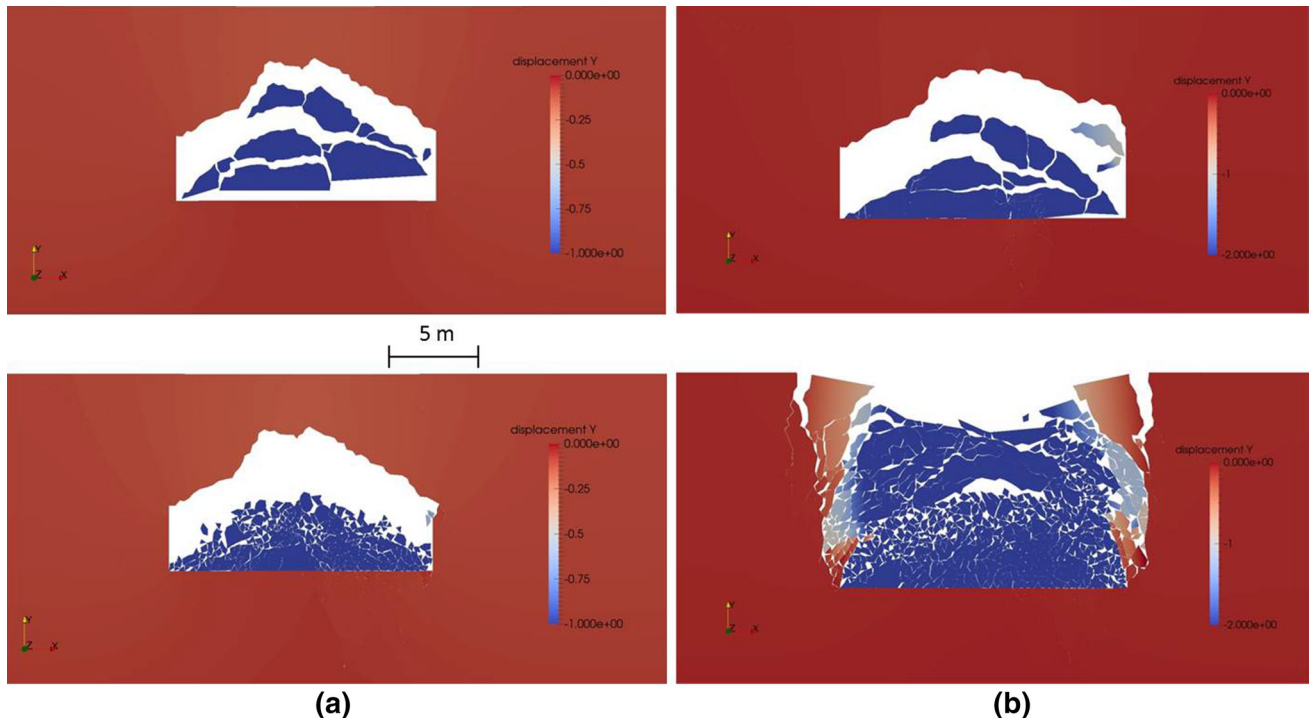 displacement Y
0.000e+00
-0.25
-0.5
-0.75
-1.000e+00
Y
Z X
displacement Y
0.000e+00
-1
-2.000e+00
Y
Z X
5 m
displacement Y
0.000e+00
-0.25
-0.5
-0.75
-1.000e+00
Y
Z X
displacement Y
0.000e+00
-1
-2.000e+00
Y
Z X
(a)
(b)